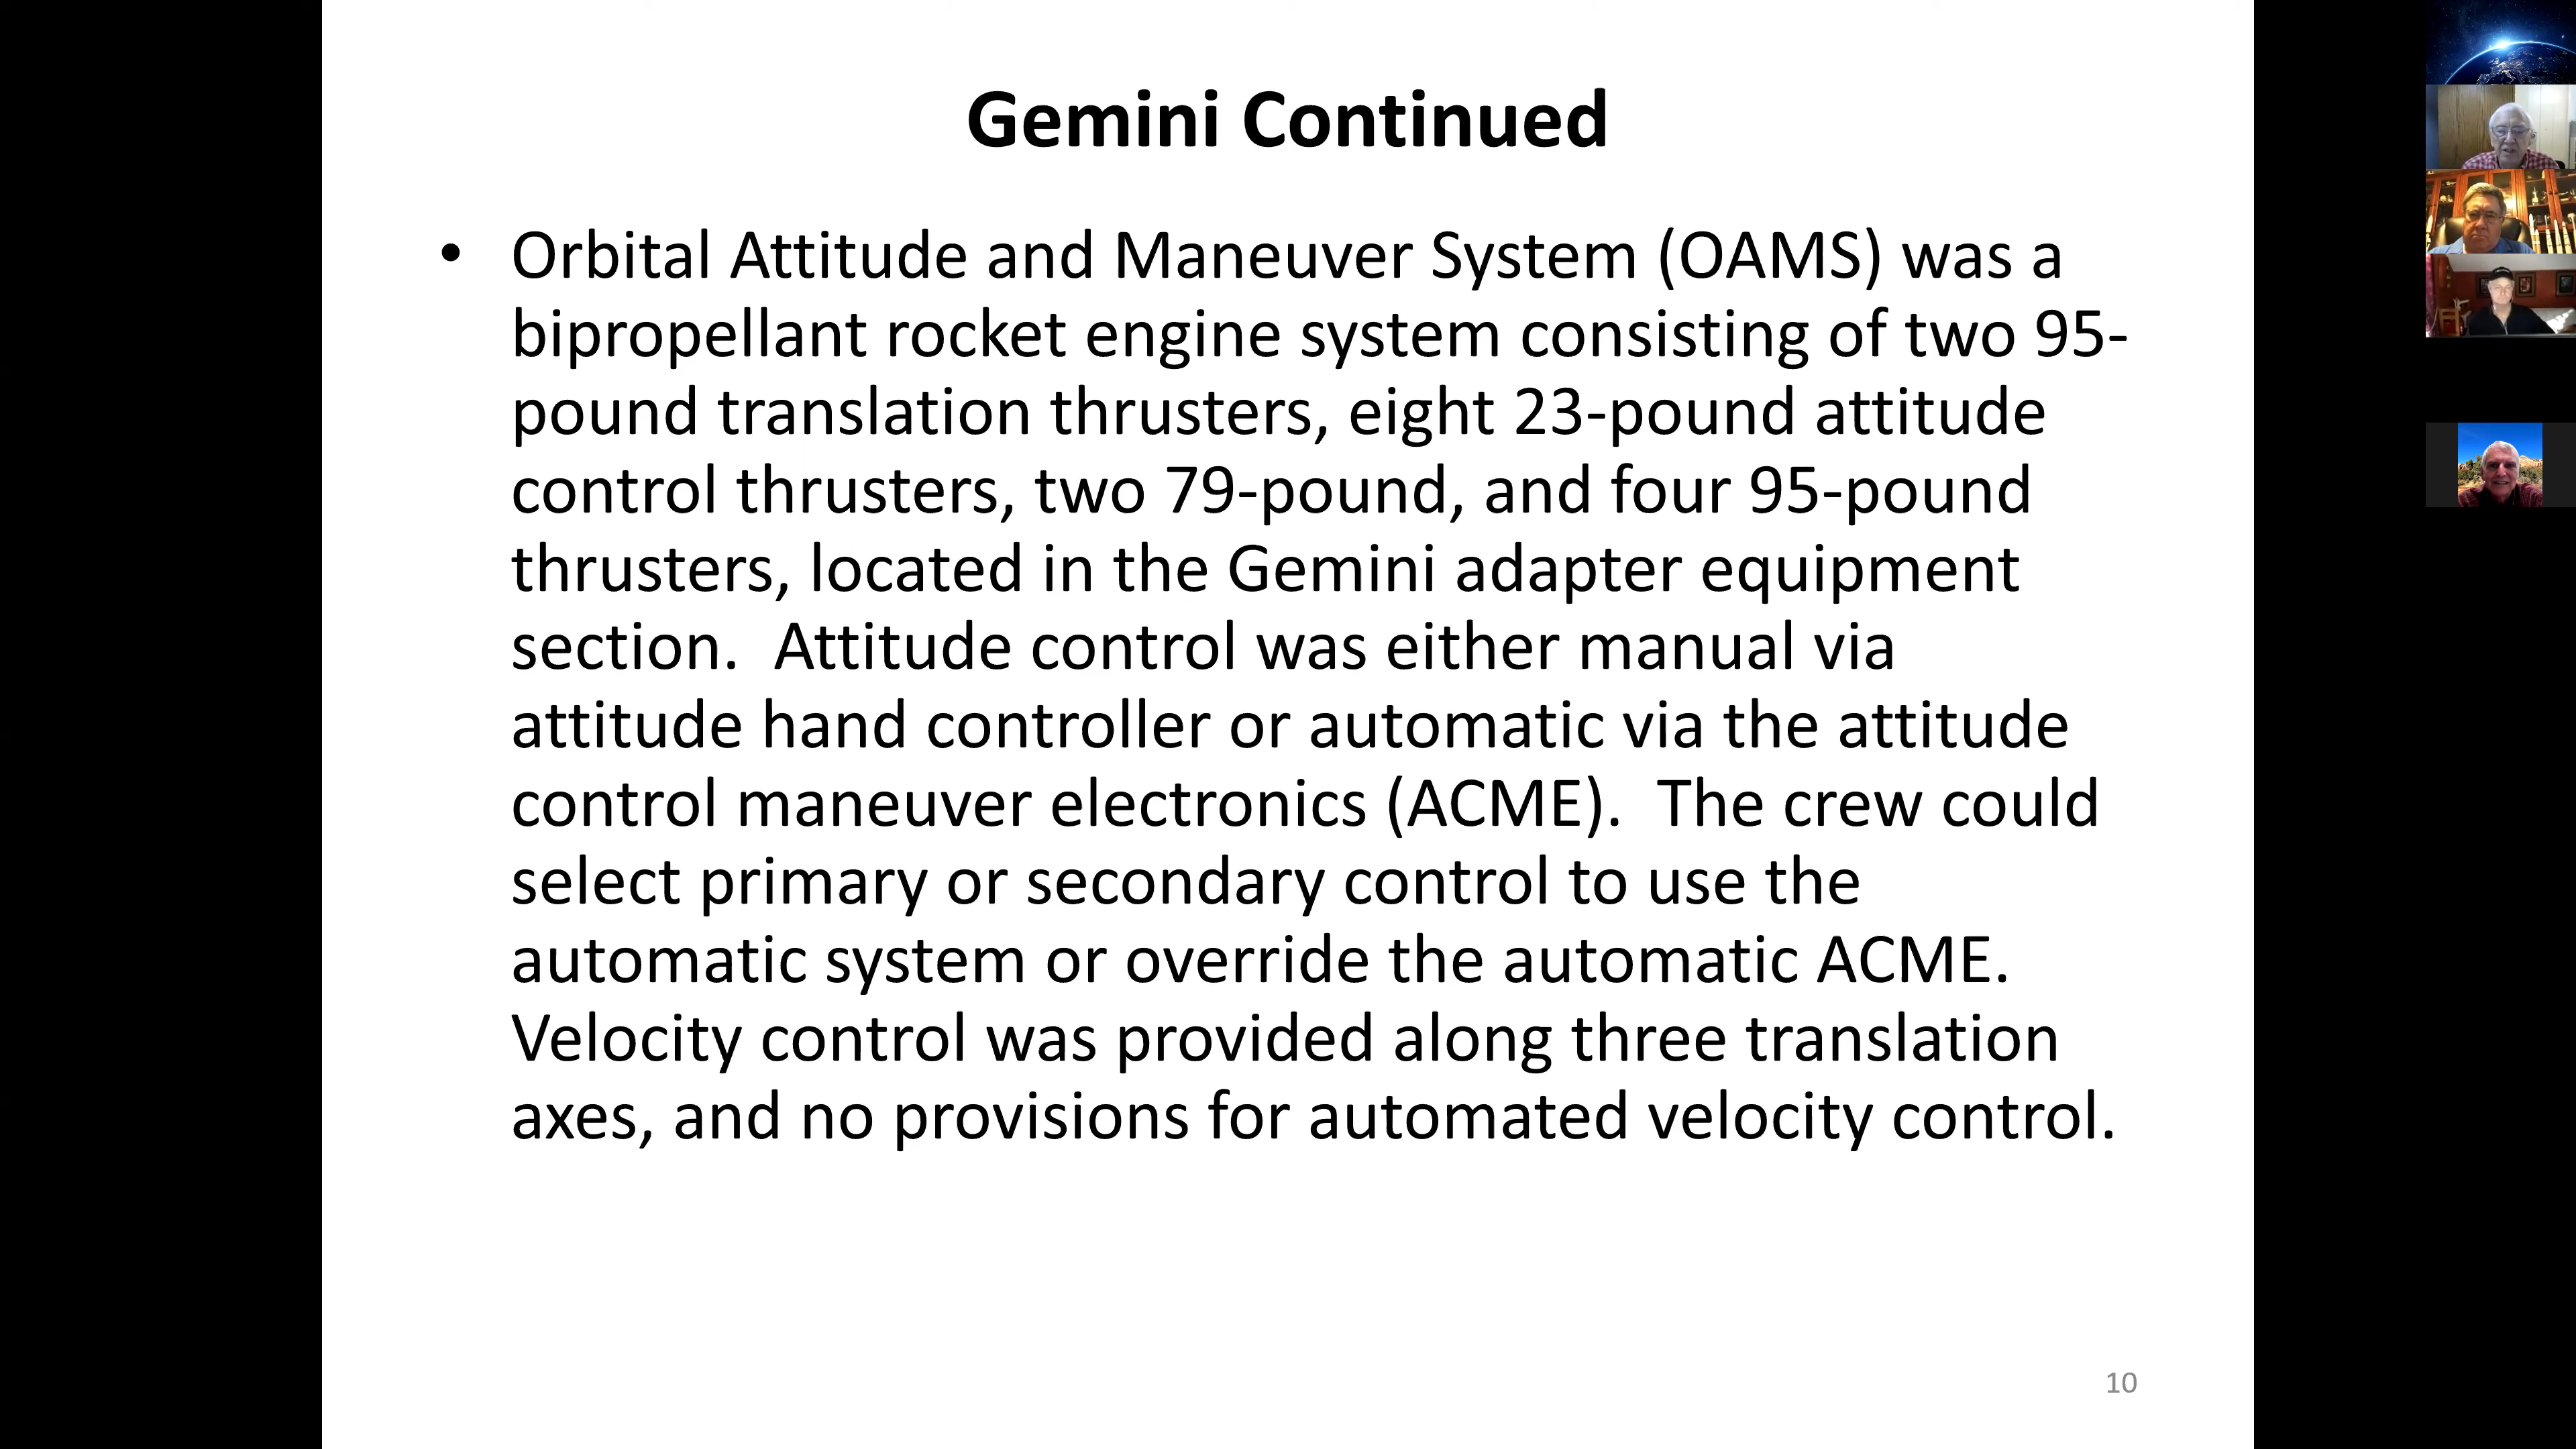 Gemini Continued
• Orbital Attitude and Maneuver System (OAMS) was a
bipropellant rocket engine system consisting of two 95-
pound translation thrusters, eight 23-pound attitude
control thrusters, two 79-pound, and four 95-pound
thrusters, located in the Gemini adapter equipment
section.  Attitude control was either manual via
attitude hand controller or automatic via the attitude
control maneuver electronics (ACME).  The crew could
select primary or secondary control to use the
automatic system or override the automatic ACME.
Velocity control was provided along three translation
axes, and no provisions for automated velocity control.
10